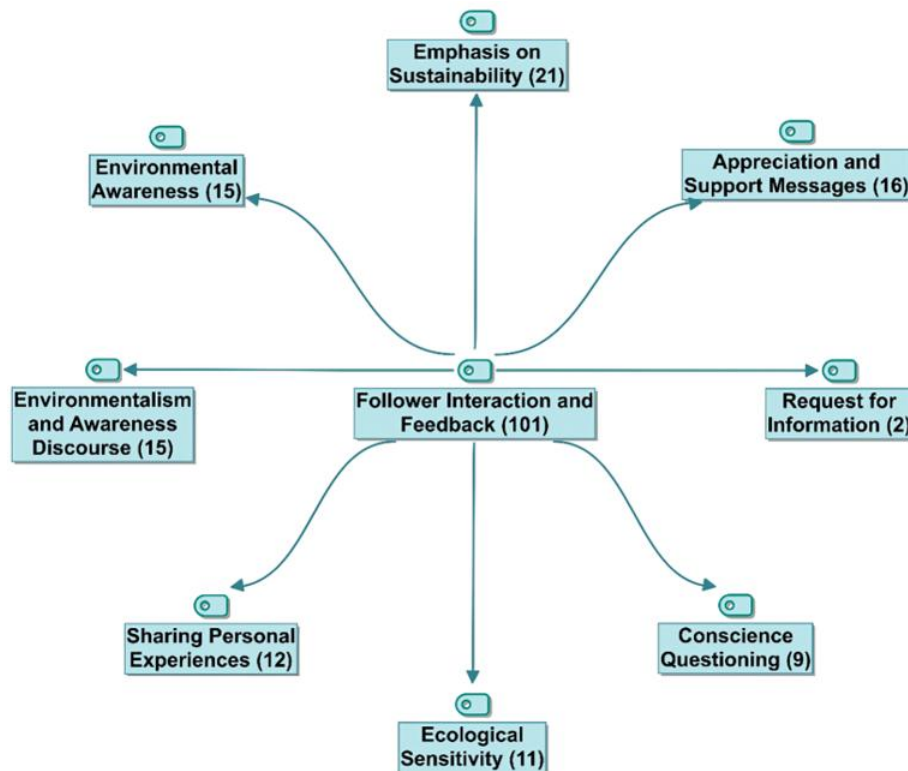 Emphasis on
Sustainability (21)
Environmental
Awareness (15)
Appreciation and
Support Messages (16)
Environmentalism
and Awareness
Discourse (15)
Follower Interaction and
Feedback (101)
Request for
Information (2)
Sharing Personal
Experiences (12)
Conscience
Questioning (9)
Ecological
Sensitivity (11)